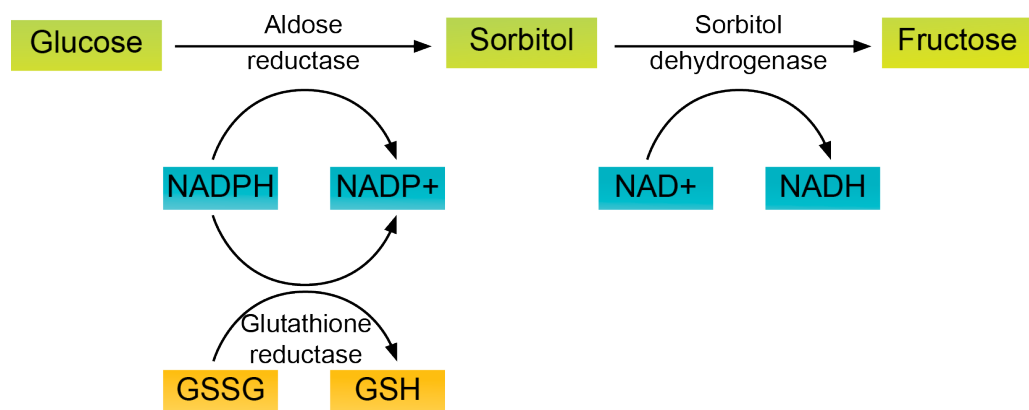 Glucose
Aldose
reductase
Sorbitol
Sorbitol
dehydrogenase
Fructose
NADPH
NADP+
NAD+
NADH
Glutathione
reductase
GSSG
GSH